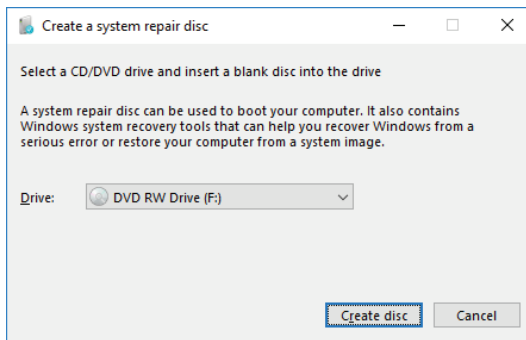 Create a system repair disc
Select a CD/DVD drive and insert a blank disc into the drive
A system repair disc can be used to boot your computer. It also contains
Windows system recovery tools that can help you recover Windows from a
serious error or restore your computer from a system image.
Drive: DVD RW Drive (F:)
Create disc Cancel